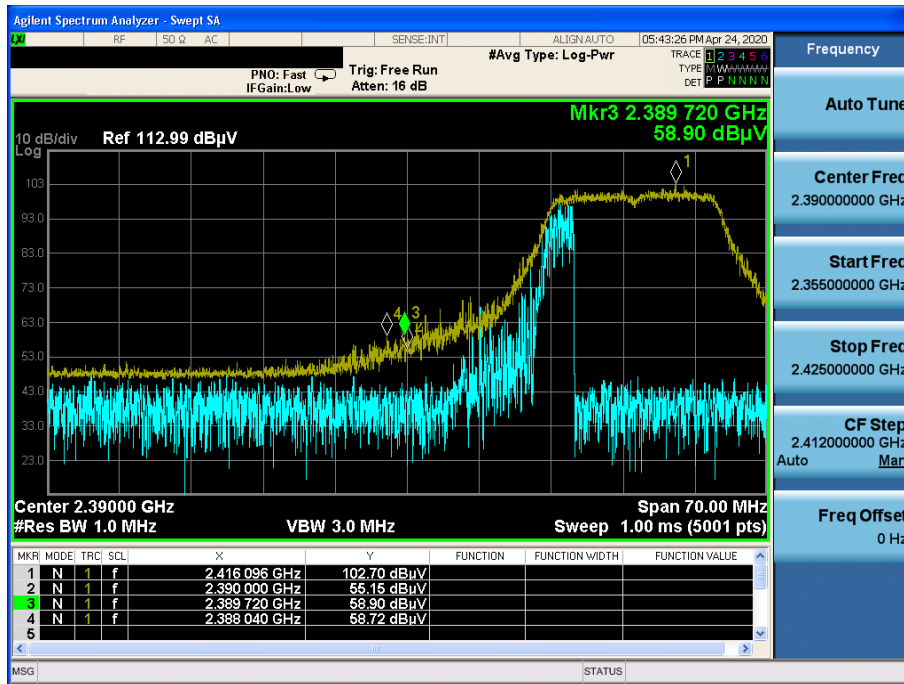 Agilent Spectrum Analyzer - Swept SA
LXI RF 50 Ω AC SENSE:INT ALIGN AUTO 05:43:26 PM Apr 24, 2020
#Avg Type: Log-Pwr TRACE 1 2 3 4 5 6
PNO: Fast Trig: Free Run TYPE M W W W W W
IFGain:Low Atten: 16 dB DET P P N N N N
Mkr3 2.389 720 GHz
58.90 dBµV
10 dB/div Ref 112.99 dBµV
Log
103
93.0
83.0
73.0
63.0
53.0
43.0
33.0
23.0
1
4 3
2
Center 2.39000 GHz Span 70.00 MHz
#Res BW 1.0 MHz VBW 3.0 MHz Sweep 1.00 ms (5001 pts)
MKR MODE TRC SCL X Y FUNCTION FUNCTION WIDTH FUNCTION VALUE
1 N 1 f 2.416 096 GHz 102.70 dBµV
2 N 1 f 2.390 000 GHz 55.15 dBµV
3 N 1 f 2.389 720 GHz 58.90 dBµV
4 N 1 f 2.388 040 GHz 58.72 dBµV
5
MSG STATUS
Frequency
Auto Tune
Center Freq
2.390000000 GHz
Start Freq
2.355000000 GHz
Stop Freq
2.425000000 GHz
CF Step
2.412000000 GHz
Auto Man
Freq Offset
0 Hz